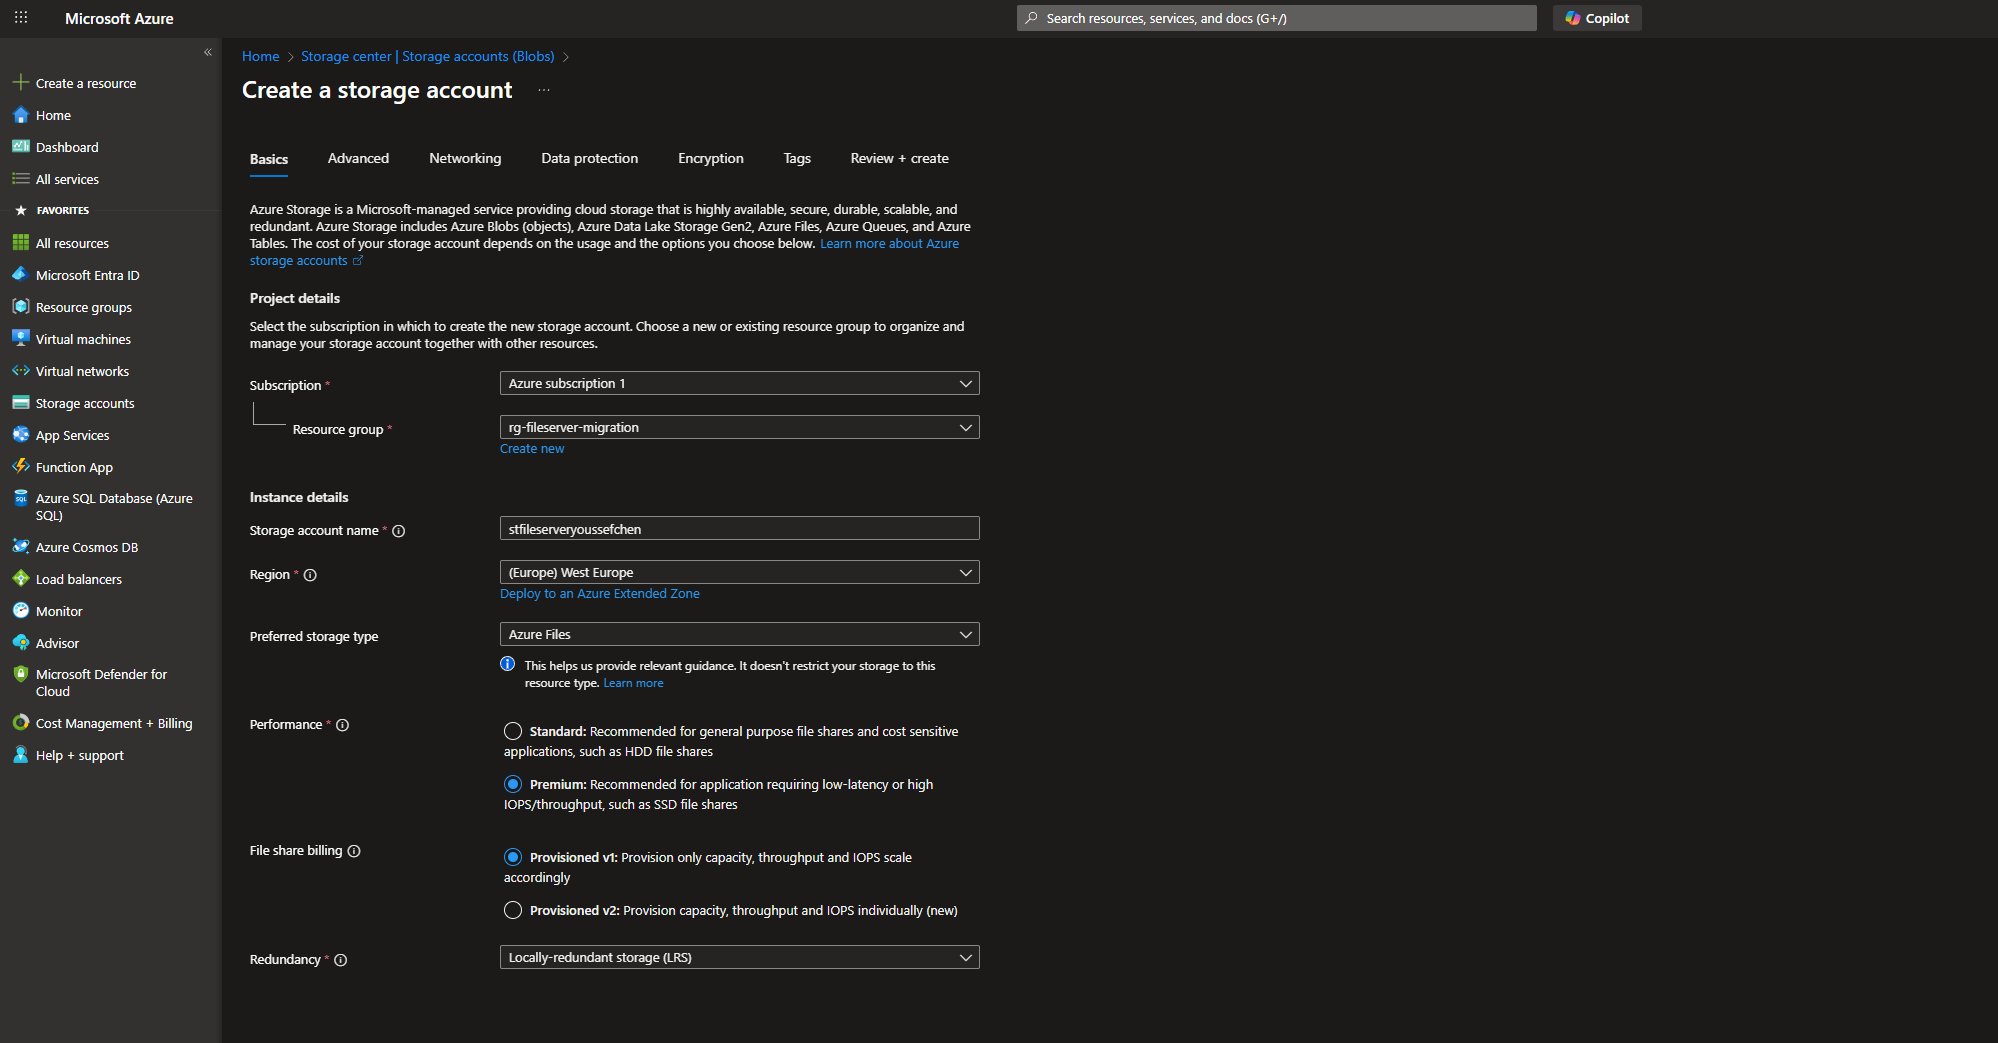 Microsoft Azure
Search resources, services, and docs (G+/)
Copilot
Create a resource
Home
Dashboard
All services
FAVORITES
All resources
Microsoft Entra ID
Resource groups
Virtual machines
Virtual networks
Storage accounts
App Services
Function App
Azure SQL Database (Azure
SQL)
Azure Cosmos DB
Load balancers
Monitor
Advisor
Microsoft Defender for
Cloud
Cost Management + Billing
Help + support
Home > Storage center | Storage accounts (Blobs) >
Create a storage account ...
Basics Advanced Networking Data protection Encryption Tags Review + create
Azure Storage is a Microsoft-managed service providing cloud storage that is highly available, secure, durable, scalable, and
redundant. Azure Storage includes Azure Blobs (objects), Azure Data Lake Storage Gen2, Azure Files, Azure Queues, and Azure
Tables. The cost of your storage account depends on the usage and the options you choose below. Learn more about Azure
storage accounts
Project details
Select the subscription in which to create the new storage account. Choose a new or existing resource group to organize and
manage your storage account together with other resources.
Subscription * Azure subscription 1
Resource group * rg-fileserver-migration
Create new
Instance details
Storage account name * stfileserveryoussefchen
Region * (Europe) West Europe
Deploy to an Azure Extended Zone
Preferred storage type Azure Files
This helps us provide relevant guidance. It doesn't restrict your storage to this
resource type. Learn more
Performance * Standard: Recommended for general purpose file shares and cost sensitive
applications, such as HDD file shares
Premium: Recommended for application requiring low-latency or high
IOPS/throughput, such as SSD file shares
File share billing Provisioned v1: Provision only capacity, throughput and IOPS scale
accordingly
Provisioned v2: Provision capacity, throughput and IOPS individually (new)
Redundancy * Locally-redundant storage (LRS)